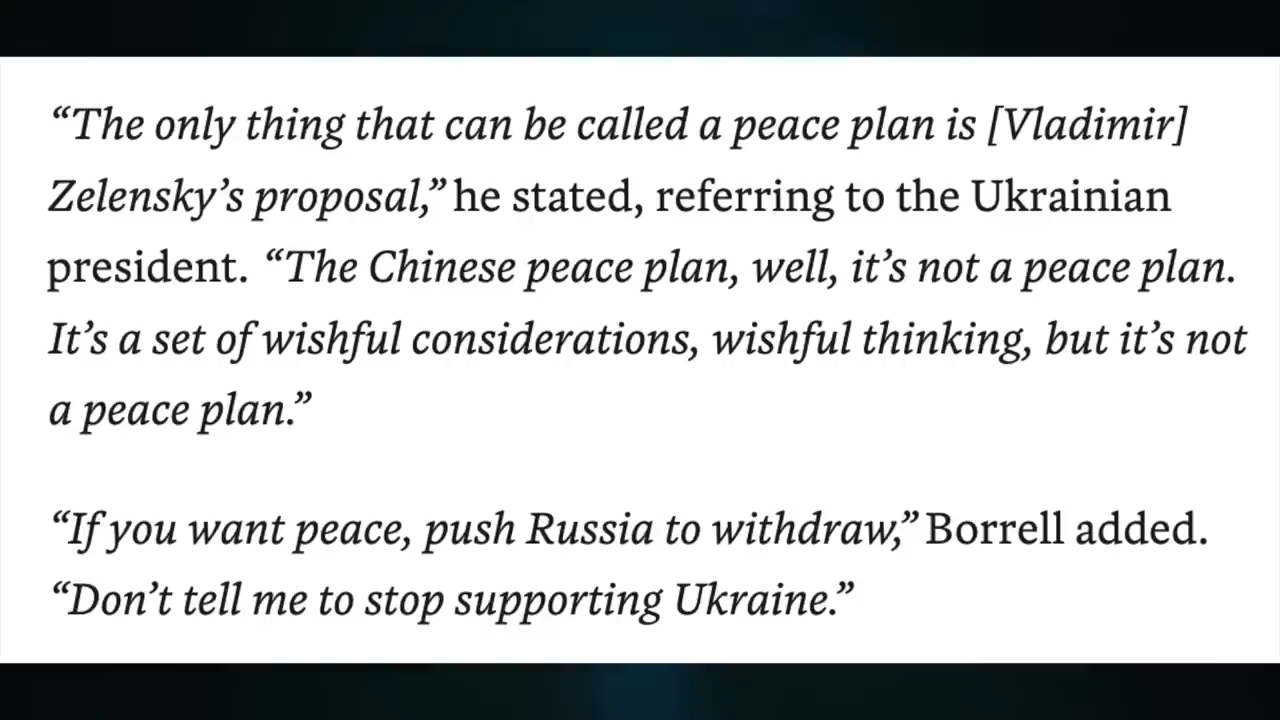 “The only thing that can be called a peace plan is [Vladimir]
Zelensky’s proposal,” he stated, referring to the Ukrainian
president. “The Chinese peace plan, well, it’s not a peace plan.
It’s a set of wishful considerations, wishful thinking, but it’s not
a peace plan.”
“If you want peace, push Russia to withdraw,” Borrell added.
“Don’t tell me to stop supporting Ukraine.”